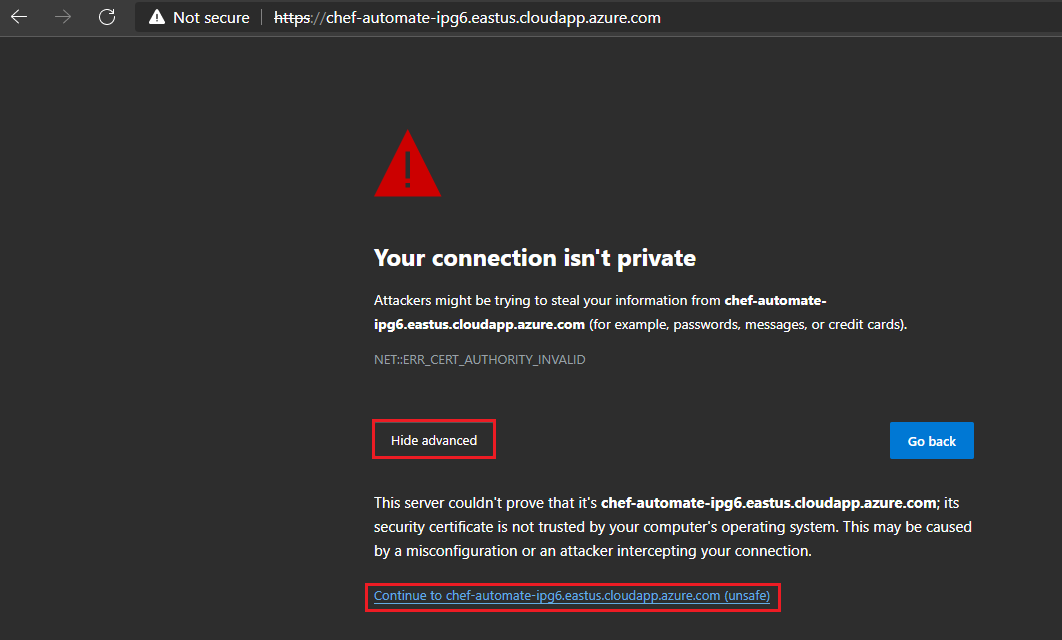 Not secure https://chef-automate-ipg6.eastus.cloudapp.azure.com
Your connection isn't private
Attackers might be trying to steal your information from chef-automate-
ipg6.eastus.cloudapp.azure.com (for example, passwords, messages, or credit cards).
NET::ERR_CERT_AUTHORITY_INVALID
Hide advanced
Go back
This server couldn't prove that it's chef-automate-ipg6.eastus.cloudapp.azure.com; its
security certificate is not trusted by your computer's operating system. This may be caused
by a misconfiguration or an attacker intercepting your connection.
Continue to chef-automate-ipg6.eastus.cloudapp.azure.com (unsafe)